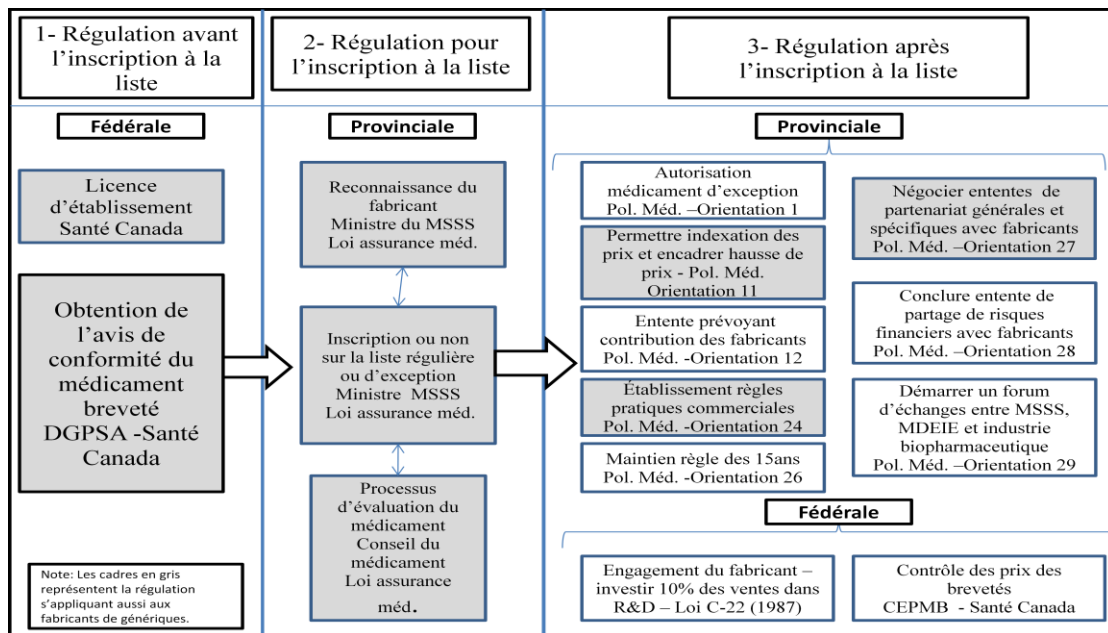 1- Régulation avant
l'inscription à la
liste
Fédérale
Licence
d'établissement
Santé Canada
Obtention de
l'avis de
conformité du
médicament
breveté
DGPSA -Santé
Canada
Note: Les cadres en gris
représentent la régulation
s'appliquant aussi aux
fabricants de génériques.
2- Régulation pour
l'inscription à la liste
Provinciale
Reconnaissance du
fabricant
Ministre du MSSS
Loi assurance méd.
Inscription ou non
sur la liste régulière
ou d'exception
Ministre MSSS
Loi assurance méd.
Processus
d'évaluation du
médicament
Conseil du
médicament
Loi assurance
méd.
3- Régulation après
l'inscription à la liste
Provinciale
Autorisation
médicament d'exception
Pol. Méd. –Orientation 1
Permettre indexation des
prix et encadrer hausse de
prix - Pol. Méd.
Orientation 11
Entente prévoyant
contribution des fabricants
Pol. Méd. -Orientation 12
Établissement règles
pratiques commerciales
Pol. Méd. -Orientation 24
Maintien règle des 15ans
Pol. Méd. -Orientation 26
Négocier ententes de
partenariat générales et
spécifiques avec fabricants
Pol. Méd. –Orientation 27
Conclure entente de
partage de risques
financiers avec fabricants
Pol. Méd. –Orientation 28
Démarrer un forum
d'échanges entre MSSS,
MDEIE et industrie
biopharmaceutique
Pol. Méd. –Orientation 29
Fédérale
Engagement du fabricant –
investir 10% des ventes dans
R&D – Loi C-22 (1987)
Contrôle des prix des
brevetés
CEPMB - Santé Canada